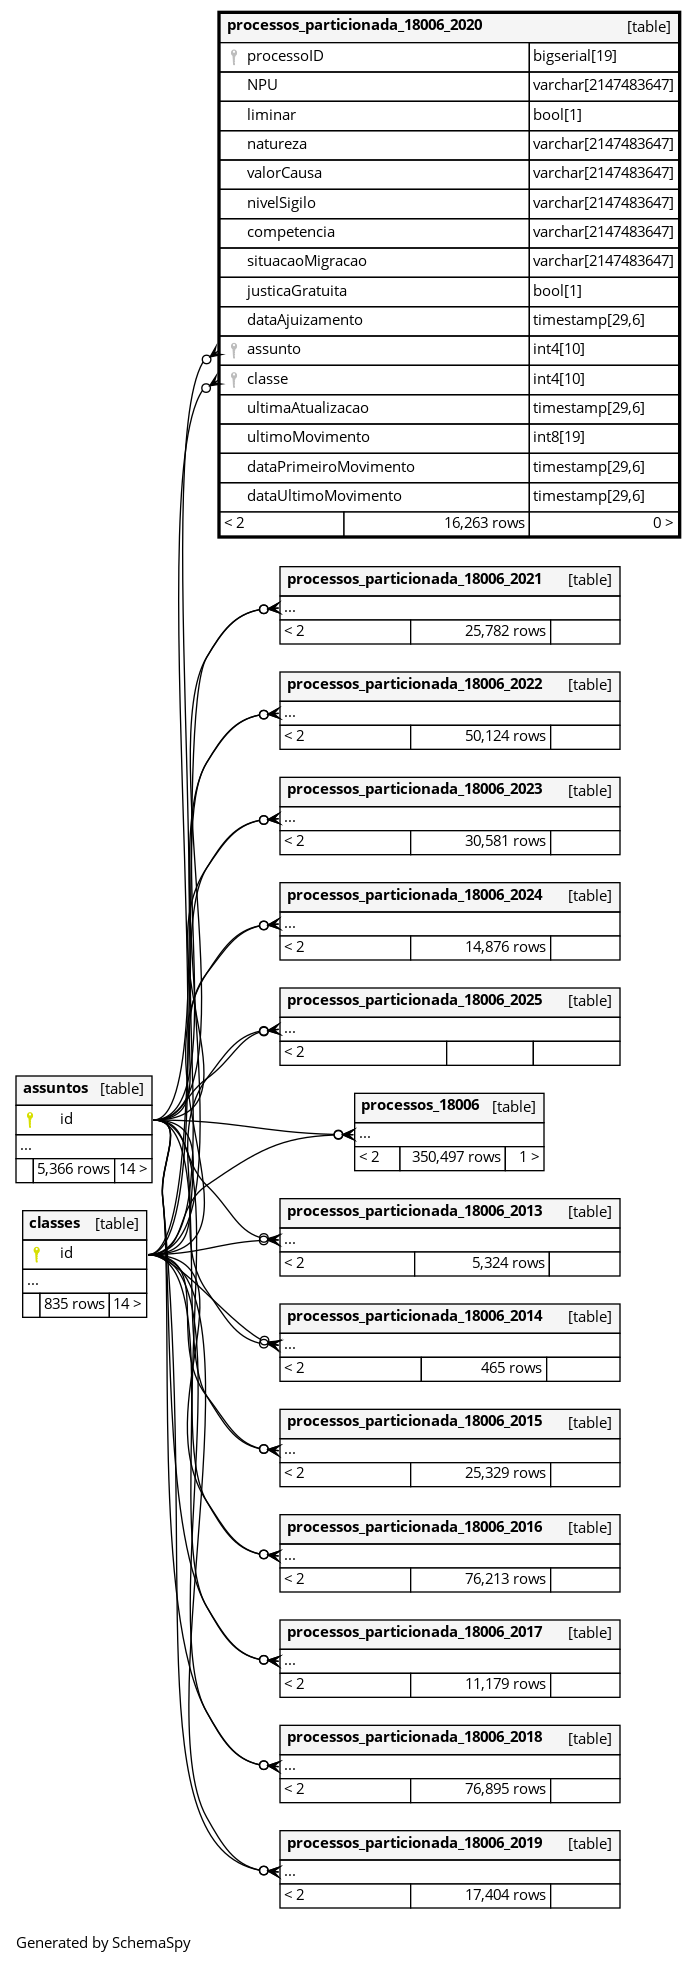 processos_particionada_18006_2020 [table]
processoID bigserial[19]
NPU varchar[2147483647]
liminar bool[1]
natureza varchar[2147483647]
valorCausa varchar[2147483647]
nivelSigilo varchar[2147483647]
competencia varchar[2147483647]
situacaoMigracao varchar[2147483647]
justicaGratuita bool[1]
dataAjuizamento timestamp[29,6]
assunto int4[10]
classe int4[10]
ultimaAtualizacao timestamp[29,6]
ultimoMovimento int8[19]
dataPrimeiroMovimento timestamp[29,6]
dataUltimoMovimento timestamp[29,6]
< 2 16,263 rows 0 >
processos_particionada_18006_2021 [table]
...
< 2 25,782 rows
processos_particionada_18006_2022 [table]
...
< 2 50,124 rows
processos_particionada_18006_2023 [table]
...
< 2 30,581 rows
processos_particionada_18006_2024 [table]
...
< 2 14,876 rows
processos_particionada_18006_2025 [table]
...
< 2
assuntos [table]
id
...
5,366 rows 14 >
processos_18006 [table]
...
< 2 350,497 rows 1 >
classes [table]
id
...
835 rows 14 >
processos_particionada_18006_2013 [table]
...
< 2 5,324 rows
processos_particionada_18006_2014 [table]
...
< 2 465 rows
processos_particionada_18006_2015 [table]
...
< 2 25,329 rows
processos_particionada_18006_2016 [table]
...
< 2 76,213 rows
processos_particionada_18006_2017 [table]
...
< 2 11,179 rows
processos_particionada_18006_2018 [table]
...
< 2 76,895 rows
processos_particionada_18006_2019 [table]
...
< 2 17,404 rows
Generated by SchemaSpy